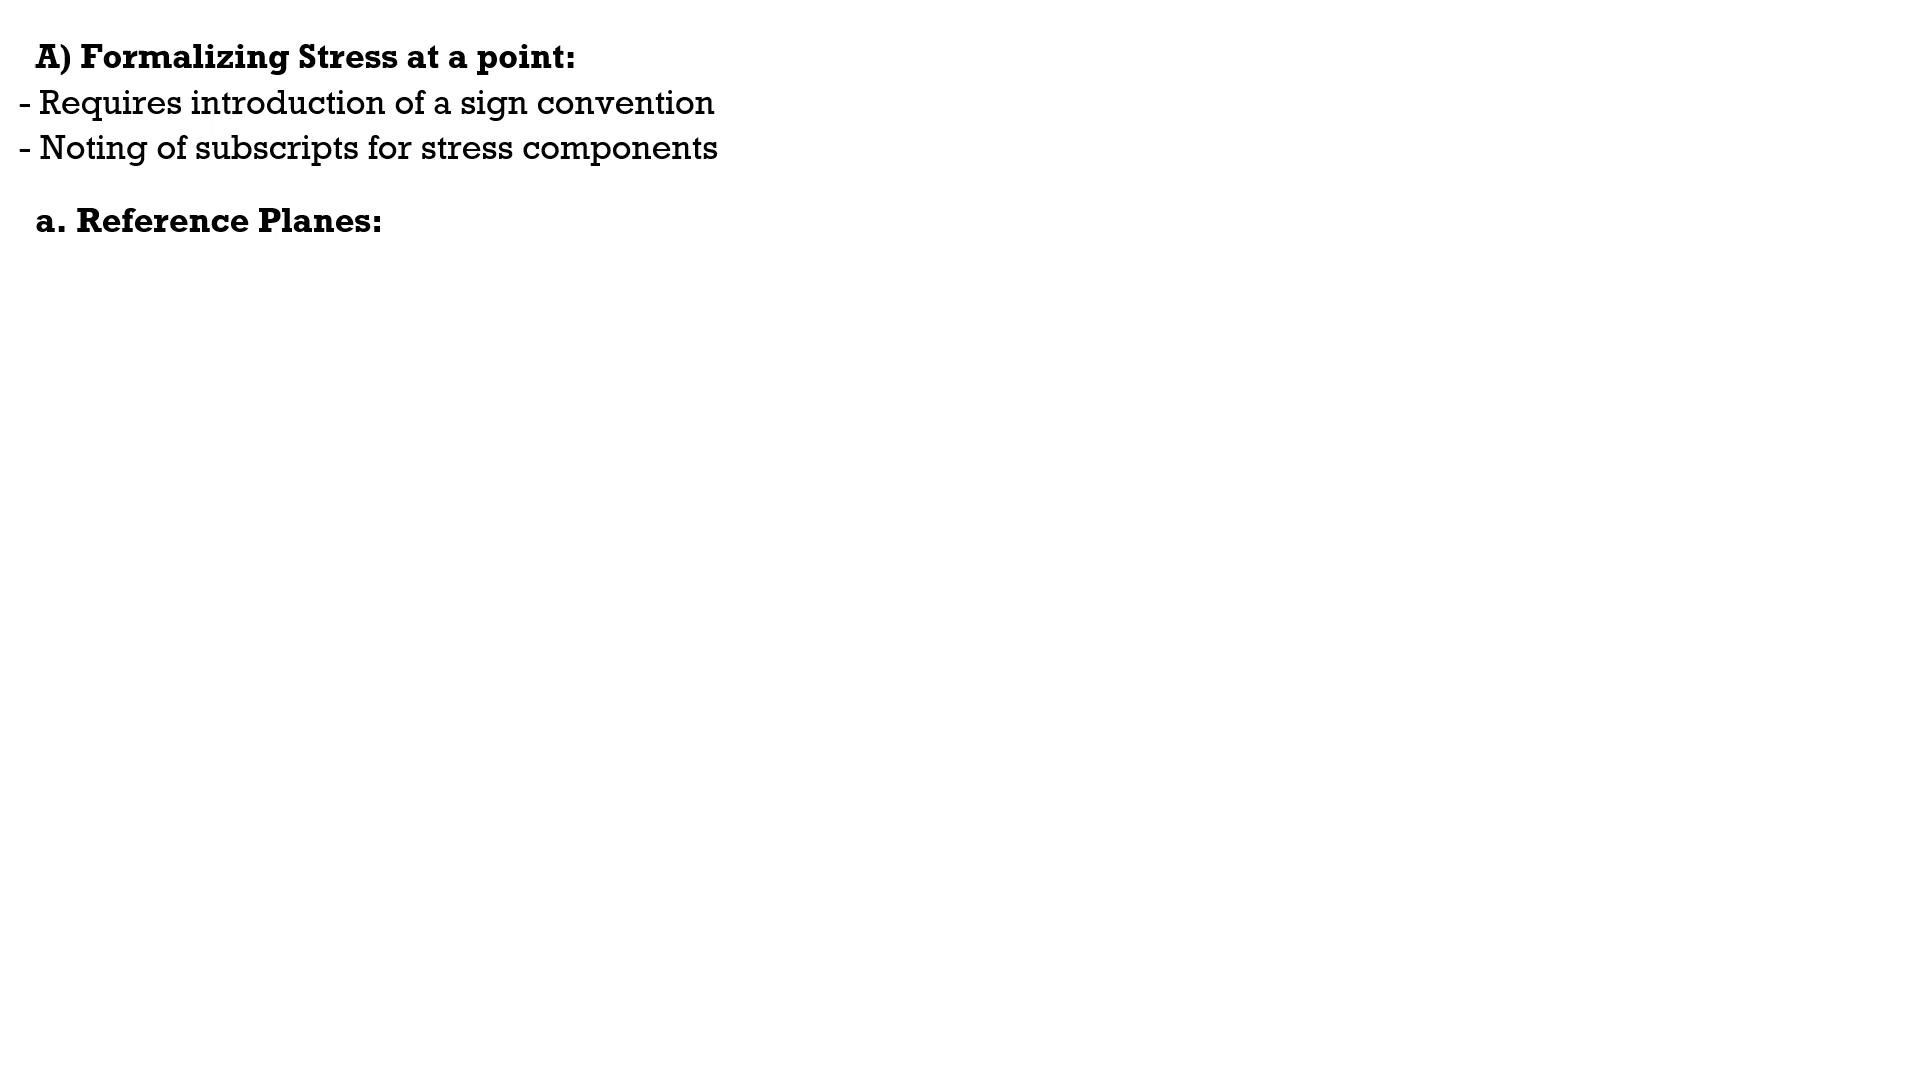 A) Formalizing Stress at a point:
- Requires introduction of a sign convention
- Noting of subscripts for stress components
a. Reference Planes: